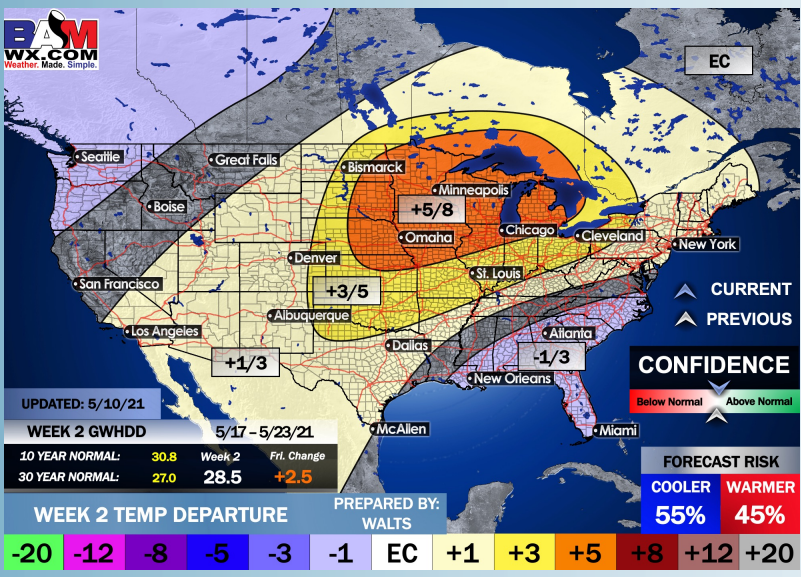 BAM
WX.COM
Weather. Made. Simple.
EC
Seattle
Great Falls
Bismarck
Boise
Minneapolis
+5/8
Omaha
Chicago
Cleveland
New York
Denver
San Francisco
St. Louis
+3/5
Albuquerque
Los Angeles
Atlanta
Dallas
+1/3
-1/3
New Orleans
McAllen
Miami
CURRENT
PREVIOUS
CONFIDENCE
Below Normal
Above Normal
UPDATED: 5/10/21
WEEK 2 GWHDD 5/17 – 5/23/21
10 YEAR NORMAL: 30.8 Week 2 Fri. Change
30 YEAR NORMAL: 27.0 28.5 +2.5
FORECAST RISK
COOLER WARMER
55% 45%
WEEK 2 TEMP DEPARTURE
PREPARED BY:
WALTS
-20 -12 -8 -5 -3 -1 EC +1 +3 +5 +8 +12 +20